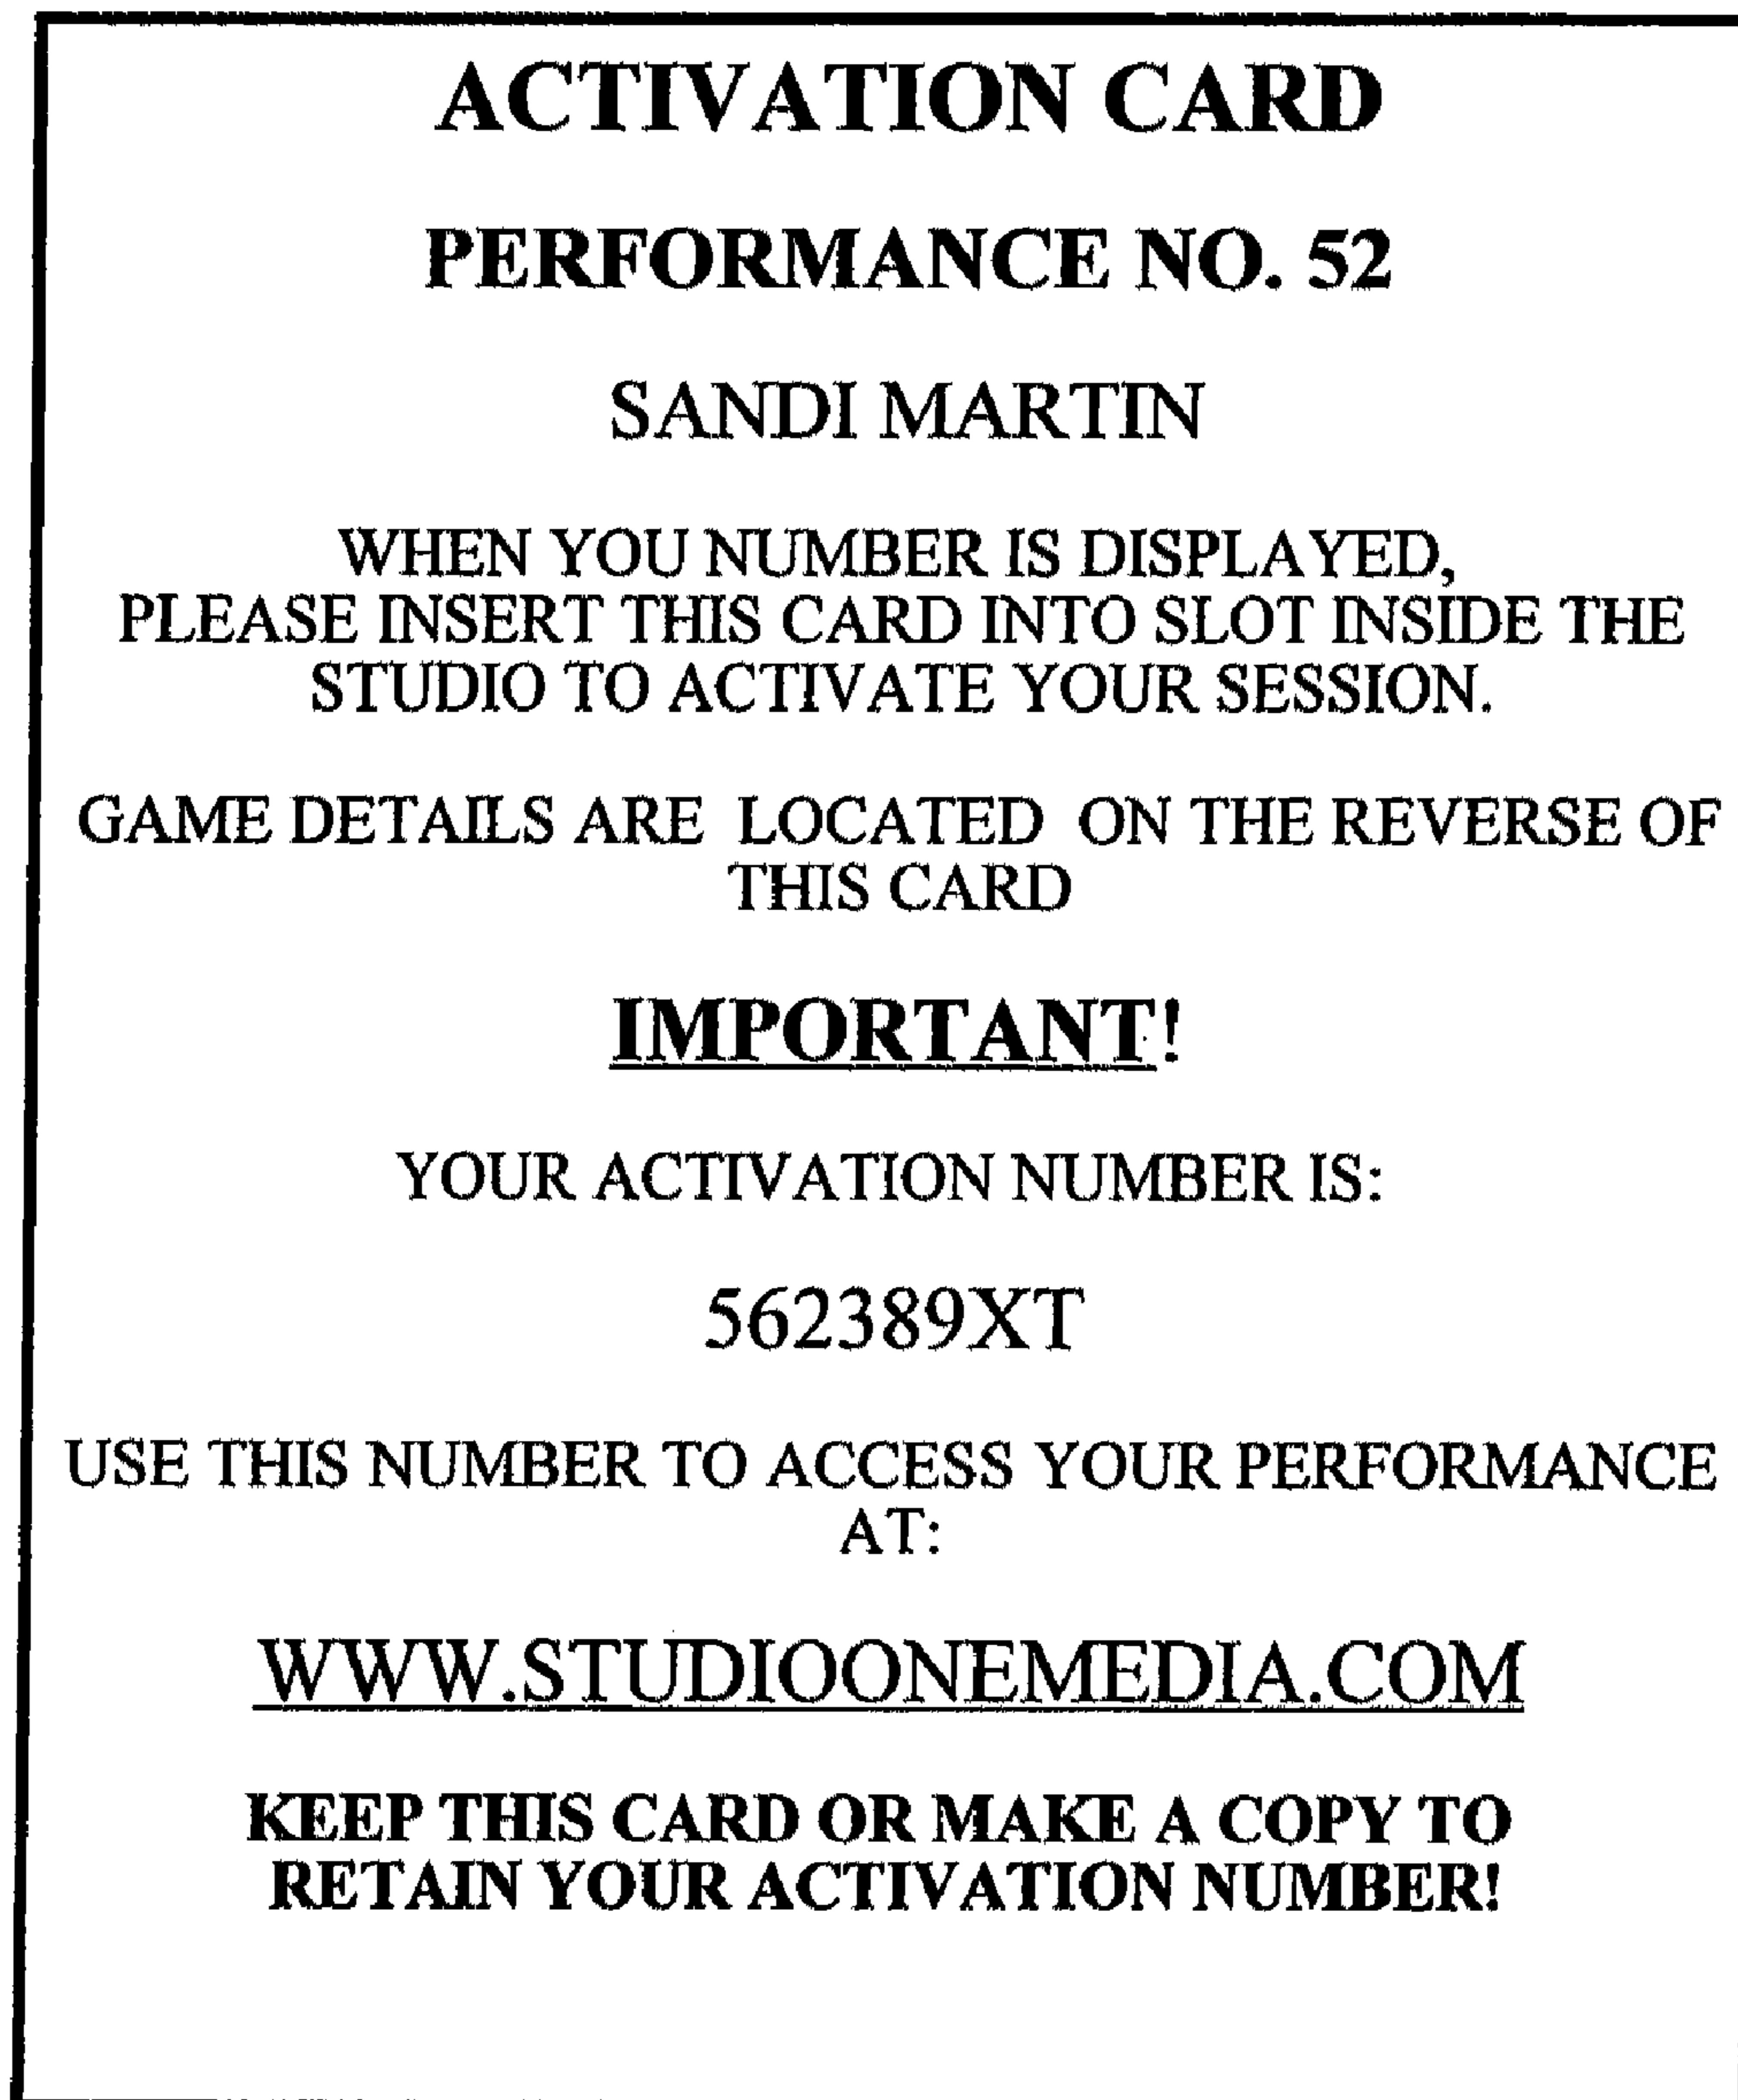 ACTIVATION CARD
PERFORMANCE NO. 52
SANDI MARTIN
WHEN YOU NUMBER IS DISPLAYED,
PLEASE INSERT THIS CARD INTO SLOT INSIDE THE
STUDIO TO ACTIVATE YOUR SESSION.
GAME DETAILS ARE LOCATED ON THE REVERSE OF
THIS CARD
IMPORTANT!
YOUR ACTIVATION NUMBER IS:
562389XT
USE THIS NUMBER TO ACCESS YOUR PERFORMANCE
AT:
WWW.STUDIOONEMEDIA.COM
KEEP THIS CARD OR MAKE A COPY TO
RETAIN YOUR ACTIVATION NUMBER!